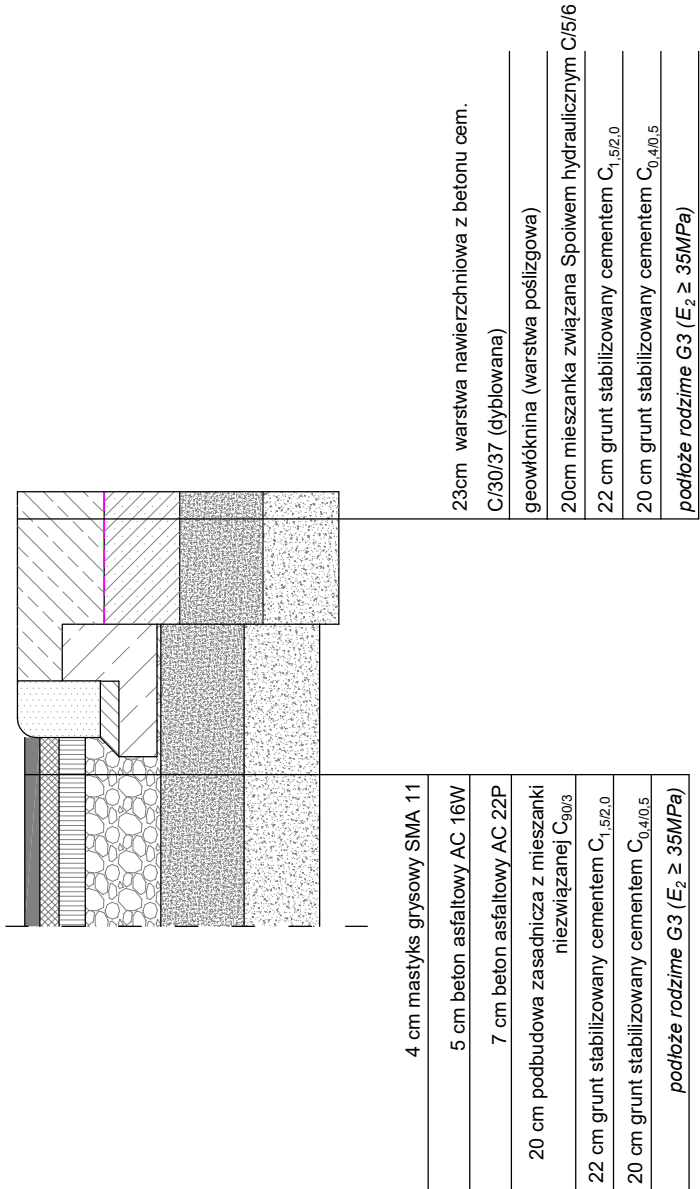 23cm warstwa nawierzchniowa z betonu cem.
C/30/37 (dyblowana)
geowłóknina (warstwa poślizgowa)
20cm mieszanka związana Spoiwem hydraulicznym C/5/6
22 cm grunt stabilizowany cementem C1,5/2,0
20 cm grunt stabilizowany cementem C0,4/0,5
podłoże rodzime G3 (E2 ≥ 35MPa)
4 cm mastyks grysowy SMA 11
5 cm beton asfaltowy AC 16W
7 cm beton asfaltowy AC 22P
20 cm podbudowa zasadnicza z mieszanki
niezwiązanej C90/3
22 cm grunt stabilizowany cementem C1,5/2,0
20 cm grunt stabilizowany cementem C0,4/0,5
podłoże rodzime G3 (E2 ≥ 35MPa)